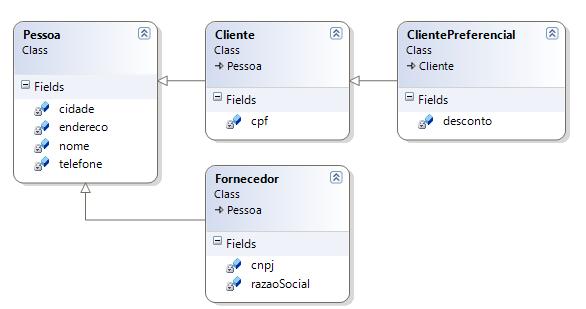 Pessoa
Class
Fields
cidade
endereco
nome
telefone
Cliente
Class
Pessoa
Fields
cpf
ClientePreferencial
Class
Cliente
Fields
desconto
Fornecedor
Class
Pessoa
Fields
cnpj
razaoSocial